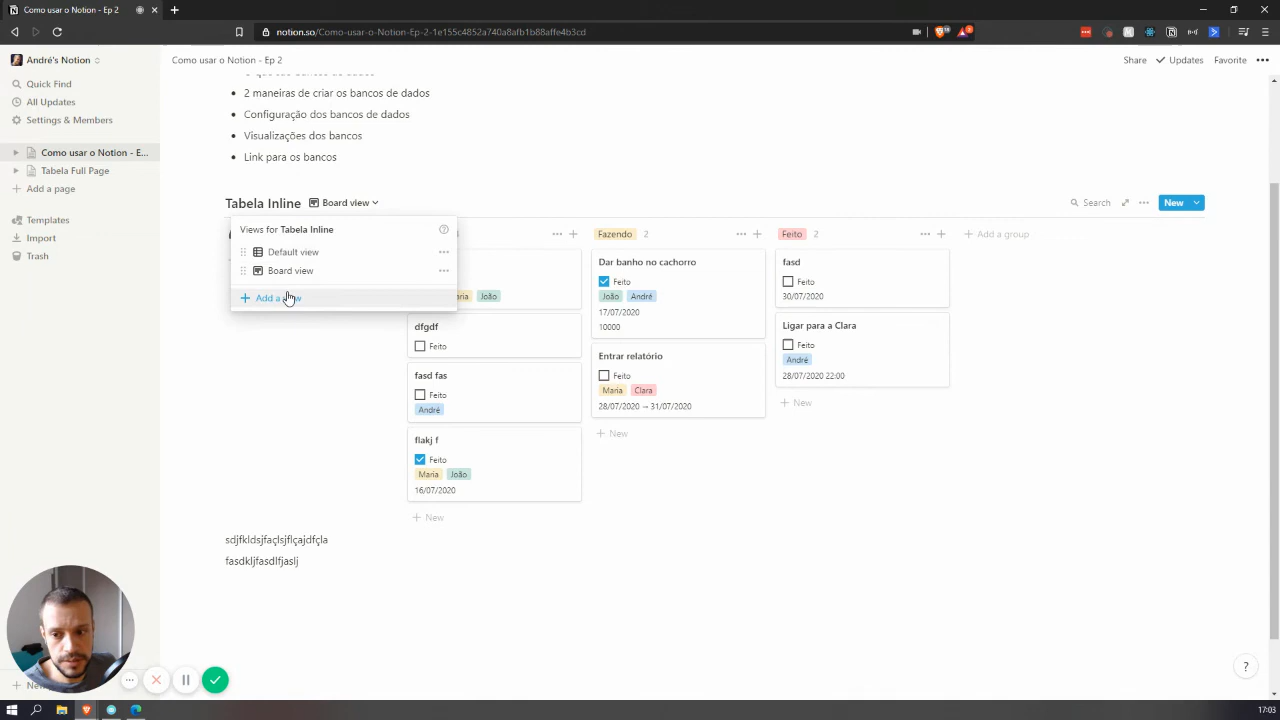 Como usar o Notion - Ep 2
notion.so/Como-usar-o-Notion-Ep-2-1e155c4852a740a8afb1b88affe4b3cd
André's Notion
Como usar o Notion - Ep 2
Share
Updates
Favorite
Quick Find
All Updates
Settings & Members
Como usar o Notion - E...
Tabela Full Page
Add a page
Templates
Import
Trash
2 maneiras de criar os bancos de dados
Configuração dos bancos de dados
Visualizações dos bancos
Link para os bancos
Tabela Inline
Board view
Search
New
Views for Tabela Inline
Default view
Board view
Add a
João
dfgdf
Feito
fasd fas
Feito
André
flakj f
Feito
Maria João
16/07/2020
New
Fazendo 2
Dar banho no cachorro
Feito
João André
17/07/2020
10000
Entrar relatório
Feito
Maria Clara
28/07/2020 → 31/07/2020
New
Feito 2
fasd
Feito
30/07/2020
Ligar para a Clara
Feito
André
28/07/2020 22:00
New
Add a group
sdjfkldsjfaçlsjflçajdfçla
fasdkljfasdlfjaslj
?
17:03